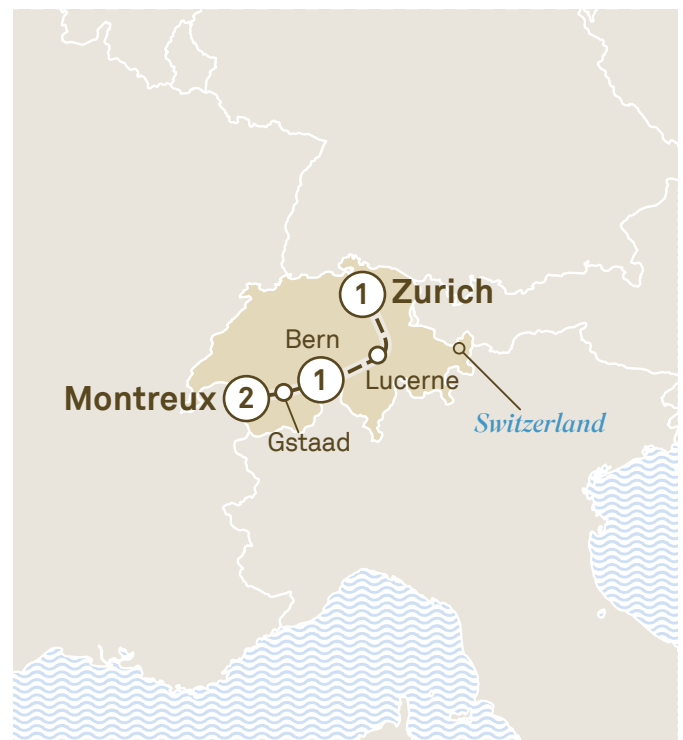 1 Zurich
Bern
1
Lucerne
Montreux 2
Switzerland
Gstaad